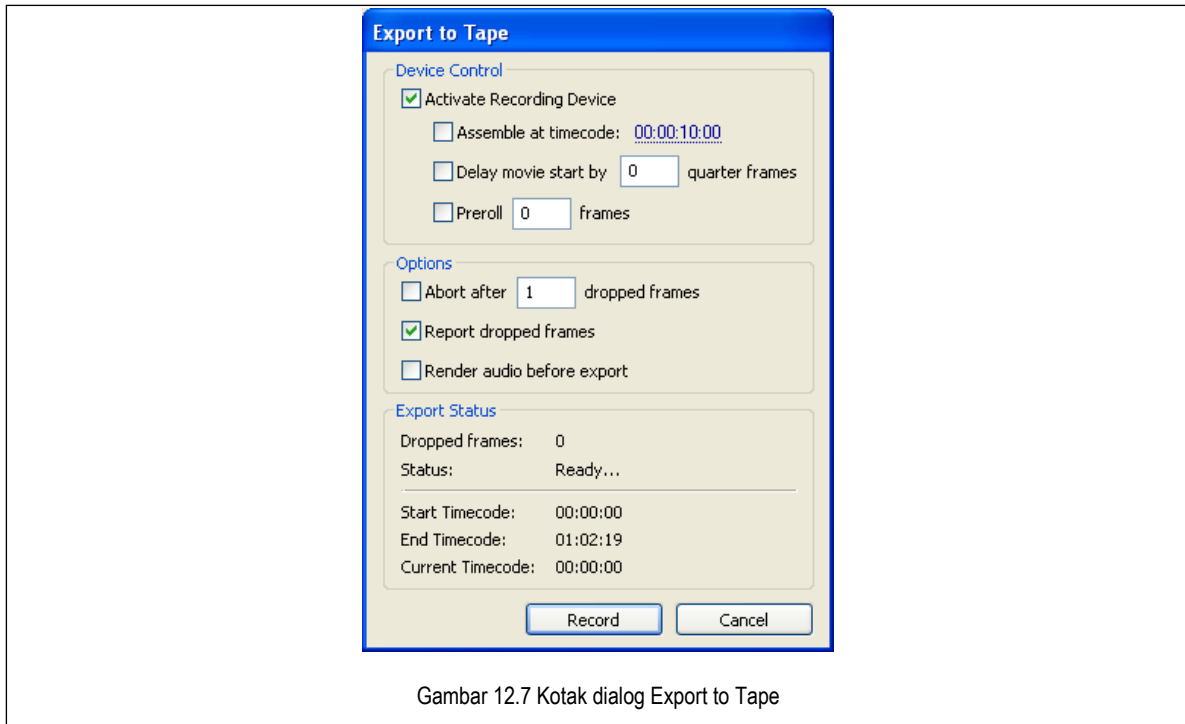 Export to Tape
Device Control
Activate Recording Device
Assemble at timecode: 00:00:10:00
Delay movie start by 0 quarter frames
Preroll 0 frames
Options
Abort after 1 dropped frames
Report dropped frames
Render audio before export
Export Status
Dropped frames: 0
Status: Ready...
Start Timecode: 00:00:00
End Timecode: 01:02:19
Current Timecode: 00:00:00
Record Cancel
Gambar 12.7 Kotak dialog Export to Tape